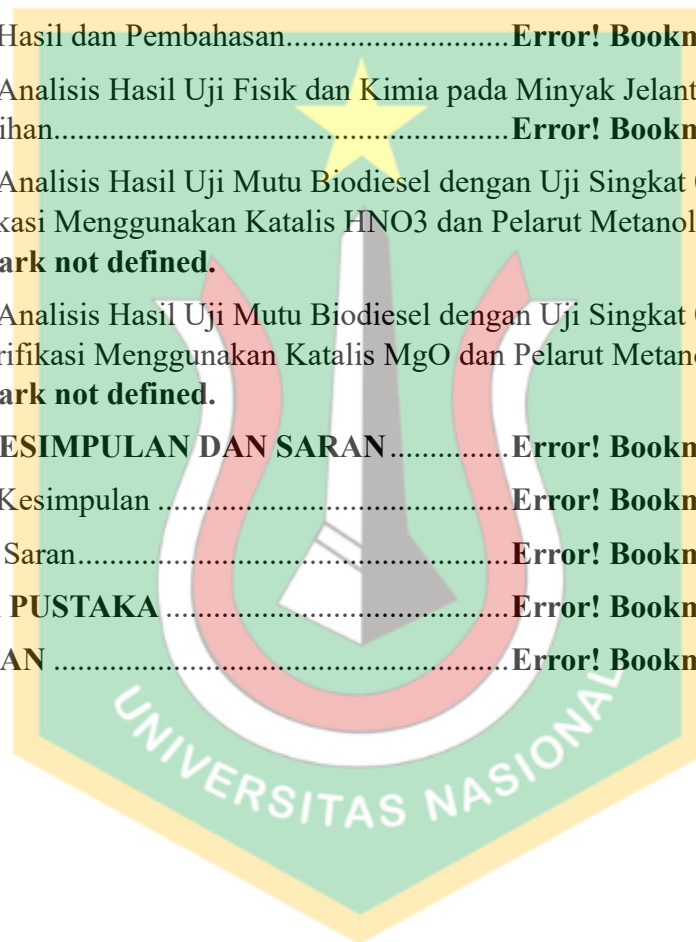 Hasil dan Pembahasan............................Error! Bookm
Analisis Hasil Uji Fisik dan Kimia pada Minyak Jelant
ihan.........................................................Error! Bookm
Analisis Hasil Uji Mutu Biodiesel dengan Uji Singkat
kasi Menggunakan Katalis HNO3 dan Pelarut Metanol
ark not defined.
Analisis Hasil Uji Mutu Biodiesel dengan Uji Singkat
rifikasi Menggunakan Katalis MgO dan Pelarut Metan
ark not defined.
ESIMPULAN DAN SARAN...............Error! Bookm
Kesimpulan ............................................Error! Bookm
Saran......................................................Error! Bookm
PUSTAKA...........................................Error! Bookm
AN .........................................................Error! Bookm
UNIVERSITAS NASIONAL